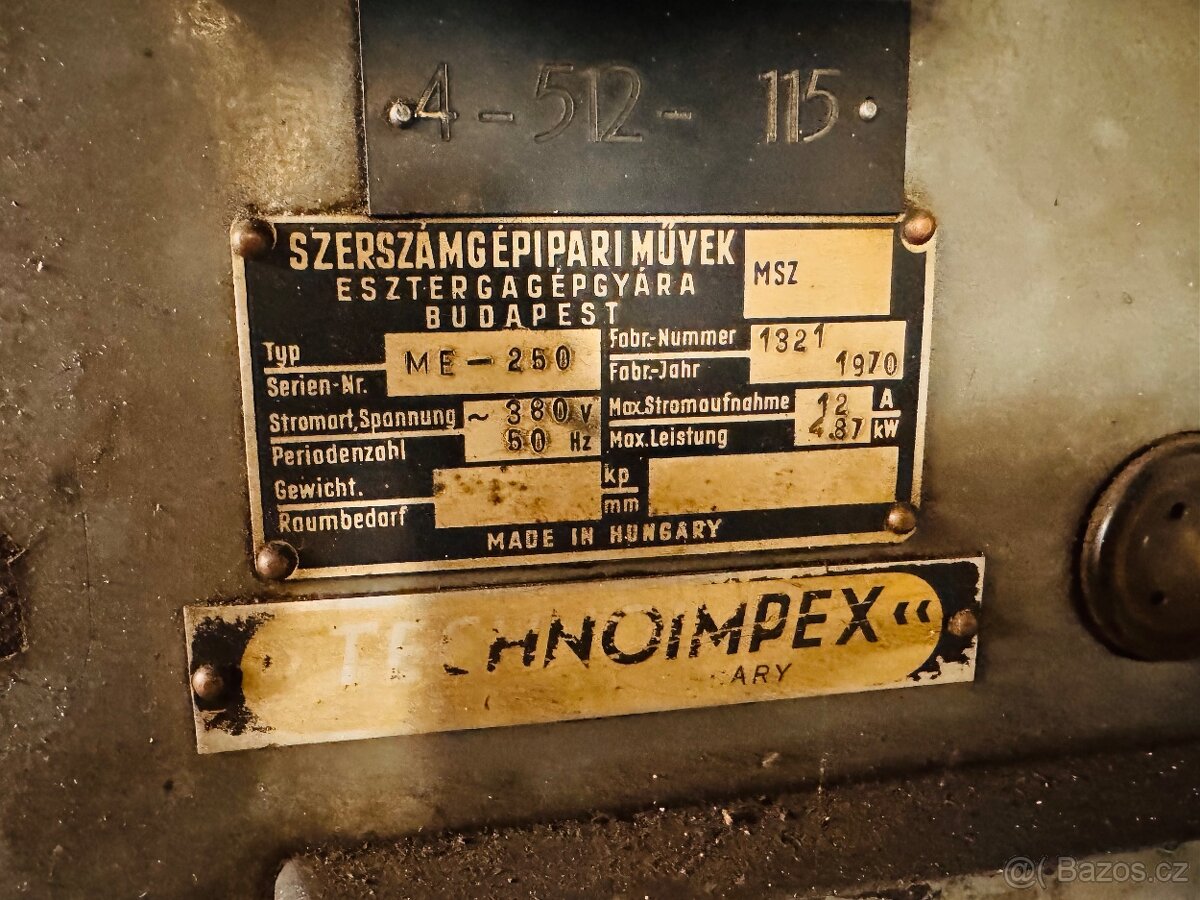 4-512-115
SZERSZÁMGÉPIPARI MŰVEK
ESZTERGAGÉPGYÁRA
BUDAPEST
MSZ
Typ
Serien-Nr.
ME-250
Fabr.-Nummer 1321
Fabr.-Jahr 1970
Stromart, Spannung ~ 380 V
Periodenzahl 50 Hz
Max. Stromaufnahme 12 A
Max. Leistung 4.87 kW
Gewicht. kp
Raumbedarf mm
MADE IN HUNGARY
TECHNOIMPEX «
ARY
@( Bazos.cz